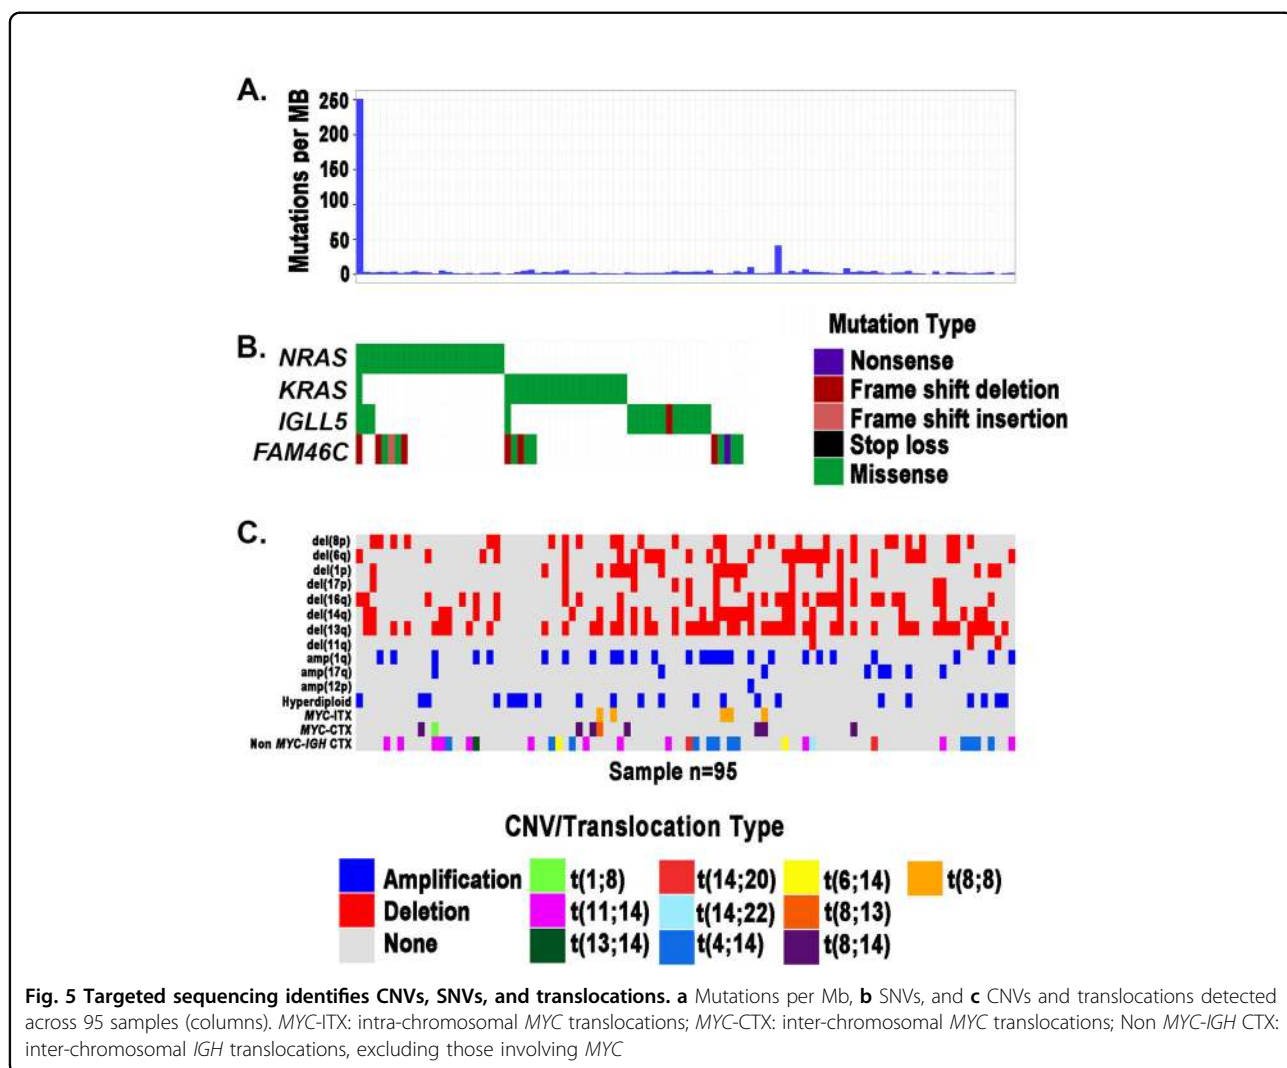 A.
Mutations per MB
250
200
150
100
50
0
B.
NRAS
KRAS
IGLL5
FAM46C
Mutation Type
Nonsense
Frame shift deletion
Frame shift insertion
Stop loss
Missense
C.
del(8p)
del(6q)
del(1p)
del(17p)
del(16q)
del(14q)
del(13q)
del(11q)
amp(1q)
amp(17q)
amp(12p)
Hyperdiploid
MYC-ITX
MYC-CTX
Non MYC-IGH CTX
Sample n=95
CNV/Translocation Type
Amplification t(1;8) t(14;20) t(6;14) t(8;8)
Deletion t(11;14) t(14;22) t(8;13)
None t(13;14) t(4;14) t(8;14)
Fig. 5 Targeted sequencing identifies CNVs, SNVs, and translocations. a Mutations per Mb, b SNVs, and c CNVs and translocations detected
across 95 samples (columns). MYC-ITX: intra-chromosomal MYC translocations; MYC-CTX: inter-chromosomal MYC translocations; Non MYC-IGH CTX:
inter-chromosomal IGH translocations, excluding those involving MYC